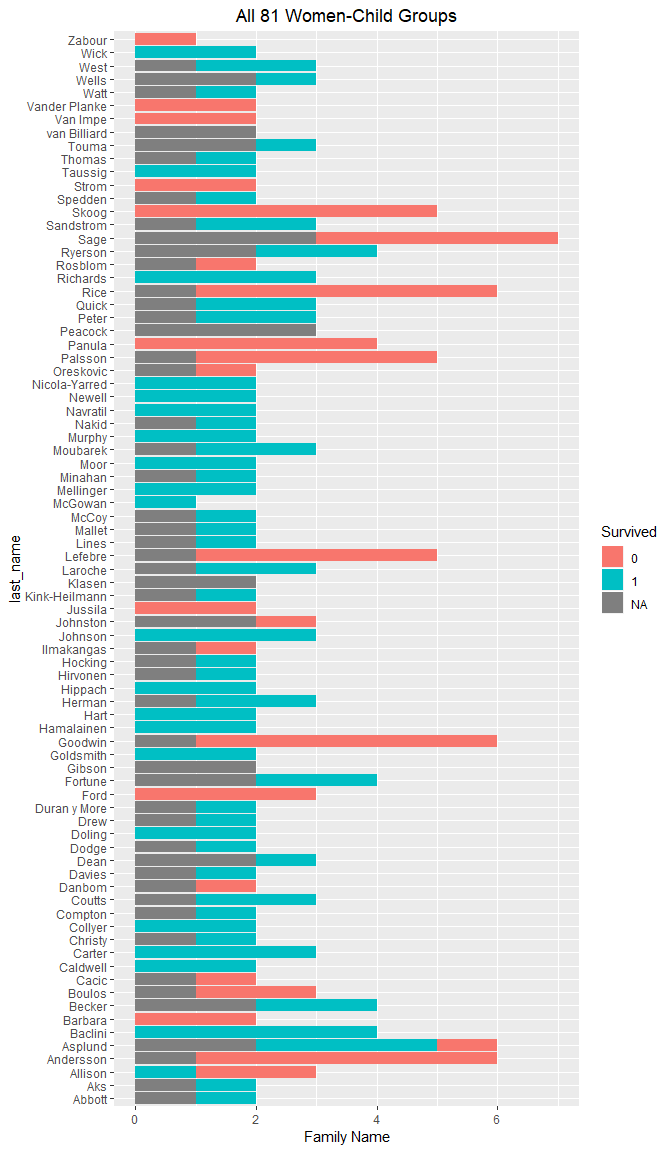 All 81 Women-Child Groups
Zabour
Wick
West
Wells
Watt
Vander Planke
Van Impe
van Billiard
Touma
Thomas
Taussig
Strom
Spedden
Skoog
Sandstrom
Sage
Ryerson
Rosblom
Richards
Rice
Quick
Peter
Peacock
Panula
Palsson
Oreskovic
Nicola-Yarred
Newell
Navratil
Nakid
Murphy
Moubarek
Moor
Minahan
Mellinger
McGowan
McCoy
Mallet
Lines
Lefebre
Laroche
Klasen
Kink-Heilmann
Jussila
Johnston
Johnson
Ilmakangas
Hocking
Hirvonen
Hippach
Herman
Hart
Hamalainen
Goodwin
Goldsmith
Gibson
Fortune
Ford
Duran y More
Drew
Doling
Dodge
Dean
Davies
Danbom
Coutts
Compton
Collyer
Christy
Carter
Caldwell
Cacic
Boulos
Becker
Barbara
Baclini
Asplund
Andersson
Allison
Aks
Abbott
last_name
0 2 4 6
Family Name
Survived
0
1
NA